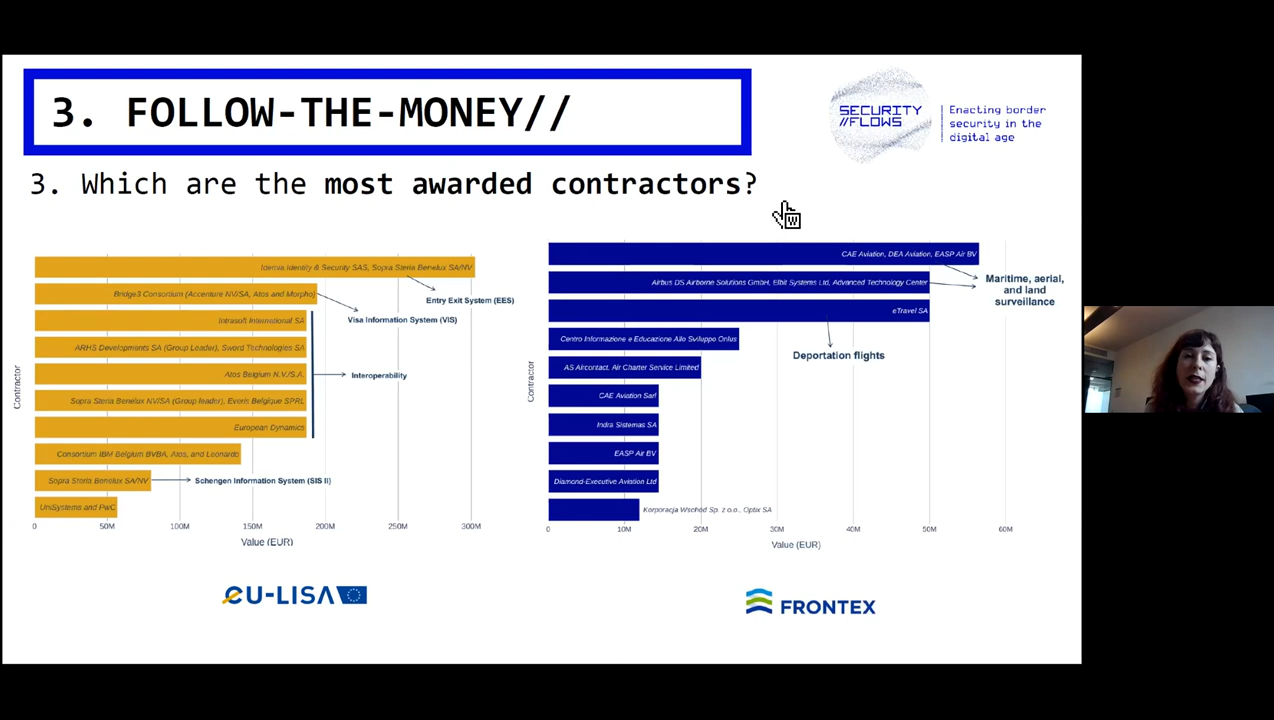 3. FOLLOW-THE-MONEY//
SECURITY
//FLOWS
Enacting border
security in the
digital age
3. Which are the most awarded contractors?
Contractor
Idemia Identity & Security SAS, Sopra Steria Benelux SA/NV
Entry Exit System (EES)
Bridge3 Consortium (Accenture NV/SA, Atos and Morpho)
Visa Information System (VIS)
Intrasoft International SA
ARHS Developments SA (Group Leader), Sword Technologies SA
Atos Belgium N.V./S.A.
Interoperability
Sopra Steria Benelux NV/SA (Group leader), Everis Belgique SPRL
European Dynamics
Consortium IBM Belgium BVBA, Atos, and Leonardo
Sopra Steria Benelux SA/NV
Schengen Information System (SIS II)
UniSystems and PwC
0 50M 100M 150M 200M 250M 300M
Value (EUR)
eu-LISA
Contractor
CAE Aviation, DEA Aviation, EASP Air BV
Airbus DS Airborne Solutions GmbH, Elbit Systems Ltd, Advanced Technology Center
Maritime, aerial,
and land
surveillance
eTravel SA
Deportation flights
Centro Informazione e Educazione Allo Sviluppo Onlus
AS Aircontact, Air Charter Service Limited
CAE Aviation Sarl
Indra Sistemas SA
EASP Air BV
Diamond-Executive Aviation Ltd
Korporacja Wschód Sp. z o.o., Optix SA
0 10M 20M 30M 40M 50M 60M
Value (EUR)
FRONTEX